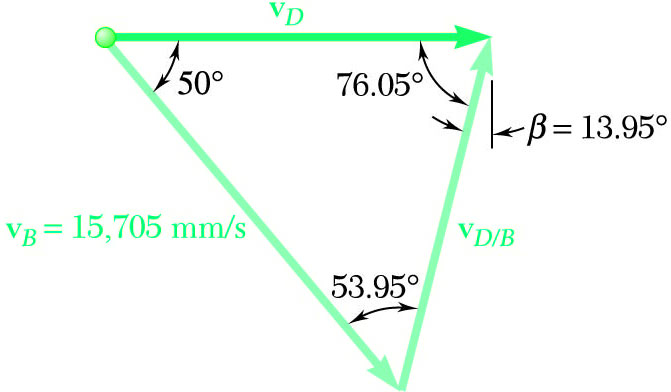 v_D
50°
76.05°
β = 13.95°
v_B = 15,705 mm/s
v_D/B
53.95°